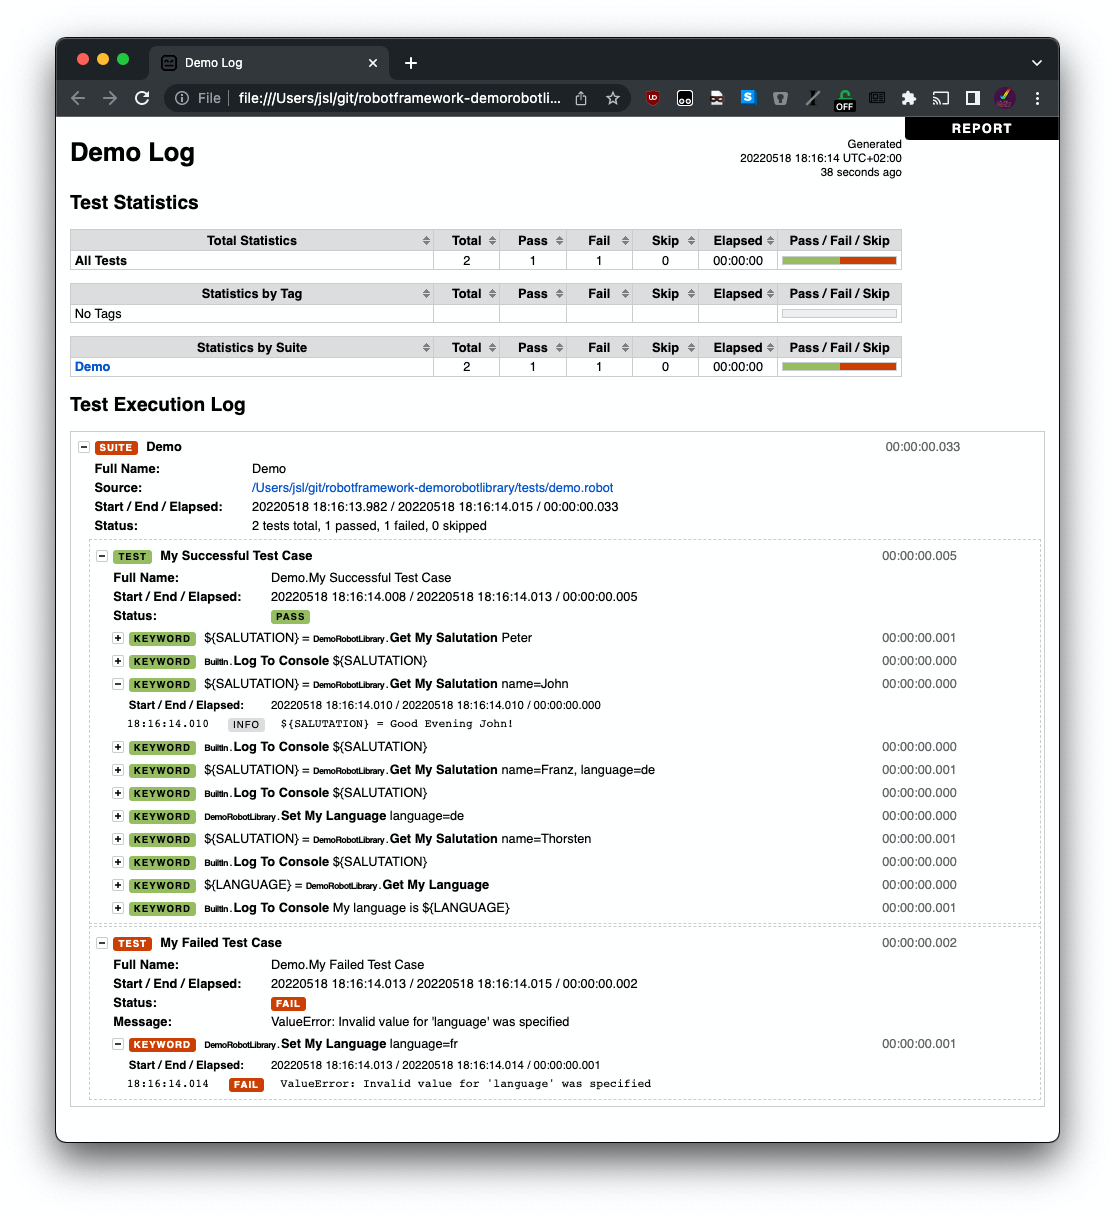 Demo Log
File file:///Users/jsl/git/robotframework-demorobotli...
OFF
REPORT
Demo Log
Generated
20220518 18:16:14 UTC+02:00
38 seconds ago
Test Statistics
Total Statistics Total Pass Fail Skip Elapsed Pass / Fail / Skip
All Tests 2 1 1 0 00:00:00
Statistics by Tag Total Pass Fail Skip Elapsed Pass / Fail / Skip
No Tags
Statistics by Suite Total Pass Fail Skip Elapsed Pass / Fail / Skip
Demo 2 1 1 0 00:00:00
Test Execution Log
SUITE Demo 00:00:00.033
Full Name: Demo
Source: /Users/jsl/git/robotframework-demorobotlibrary/tests/demo.robot
Start / End / Elapsed: 20220518 18:16:13.982 / 20220518 18:16:14.015 / 00:00:00.033
Status: 2 tests total, 1 passed, 1 failed, 0 skipped
TEST My Successful Test Case 00:00:00.005
Full Name: Demo.My Successful Test Case
Start / End / Elapsed: 20220518 18:16:14.008 / 20220518 18:16:14.013 / 00:00:00.005
Status: PASS
KEYWORD ${SALUTATION} = DemoRobotLibrary.Get My Salutation Peter 00:00:00.001
KEYWORD BuiltIn.Log To Console ${SALUTATION} 00:00:00.000
KEYWORD ${SALUTATION} = DemoRobotLibrary.Get My Salutation name=John 00:00:00.000
Start / End / Elapsed: 20220518 18:16:14.010 / 20220518 18:16:14.010 / 00:00:00.000
18:16:14.010 INFO ${SALUTATION} = Good Evening John!
KEYWORD BuiltIn.Log To Console ${SALUTATION} 00:00:00.000
KEYWORD ${SALUTATION} = DemoRobotLibrary.Get My Salutation name=Franz, language=de 00:00:00.001
KEYWORD BuiltIn.Log To Console ${SALUTATION} 00:00:00.000
KEYWORD DemoRobotLibrary.Set My Language language=de 00:00:00.000
KEYWORD ${SALUTATION} = DemoRobotLibrary.Get My Salutation name=Thorsten 00:00:00.001
KEYWORD BuiltIn.Log To Console ${SALUTATION} 00:00:00.000
KEYWORD ${LANGUAGE} = DemoRobotLibrary.Get My Language 00:00:00.000
KEYWORD BuiltIn.Log To Console My language is ${LANGUAGE} 00:00:00.001
TEST My Failed Test Case 00:00:00.002
Full Name: Demo.My Failed Test Case
Start / End / Elapsed: 20220518 18:16:14.013 / 20220518 18:16:14.015 / 00:00:00.002
Status: FAIL
Message: ValueError: Invalid value for 'language' was specified
KEYWORD DemoRobotLibrary.Set My Language language=fr 00:00:00.001
Start / End / Elapsed: 20220518 18:16:14.013 / 20220518 18:16:14.014 / 00:00:00.001
18:16:14.014 FAIL ValueError: Invalid value for 'language' was specified